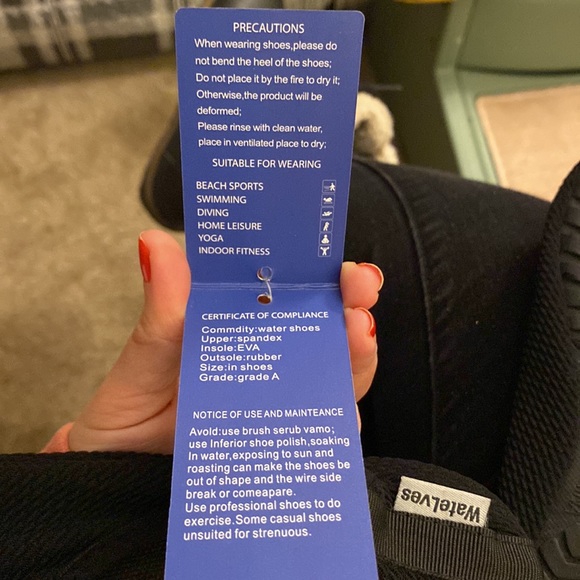 PRECAUTIONS
When wearing shoes,please do
not bend the heel of the shoes;
Do not place it by the fire to dry it;
Otherwise,the product will be
deformed;
Please rinse with clean water,
place in ventilated place to dry;
SUITABLE FOR WEARING
BEACH SPORTS
SWIMMING
DIVING
HOME LEISURE
YOGA
INDOOR FITNESS
CERTIFICATE OF COMPLIANCE
Commdity:water shoes
Upper:spandex
Insole:EVA
Outsole:rubber
Size:in shoes
Grade:grade A
NOTICE OF USE AND MAINTEANCE
Avold:use brush serub vamo;
use Inferior shoe polish,soaking
In water,exposing to sun and
roasting can make the shoes be
out of shape and the wire side
break or comeapare.
Use professional shoes to do
exercise.Some casual shoes
unsuited for strenuous.
WateLves